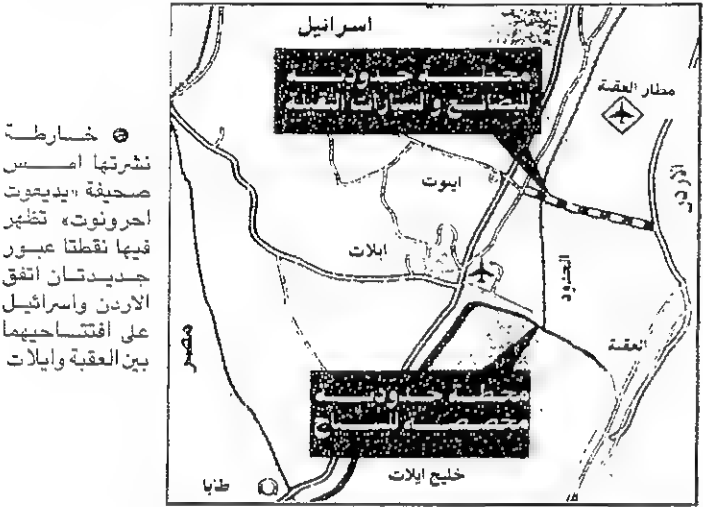 اسرائيل
محطة حدودية
للبضائع والسيارات الثقيلة
مطار العقبة
الأردن
خارطة
نشرتها امس
صحيفة «يديعوت
احرونوت» تظهر
فيها نقطتا عبور
جديدتان اتفق
الاردن واسرائيل
على افتتاحيهما
بين العقبة وايلات
ايلوت
ايلات
الحدود
العقبة
مصر
محطة حدودية
مخصصة للسياح
خليج ايلات
طابا